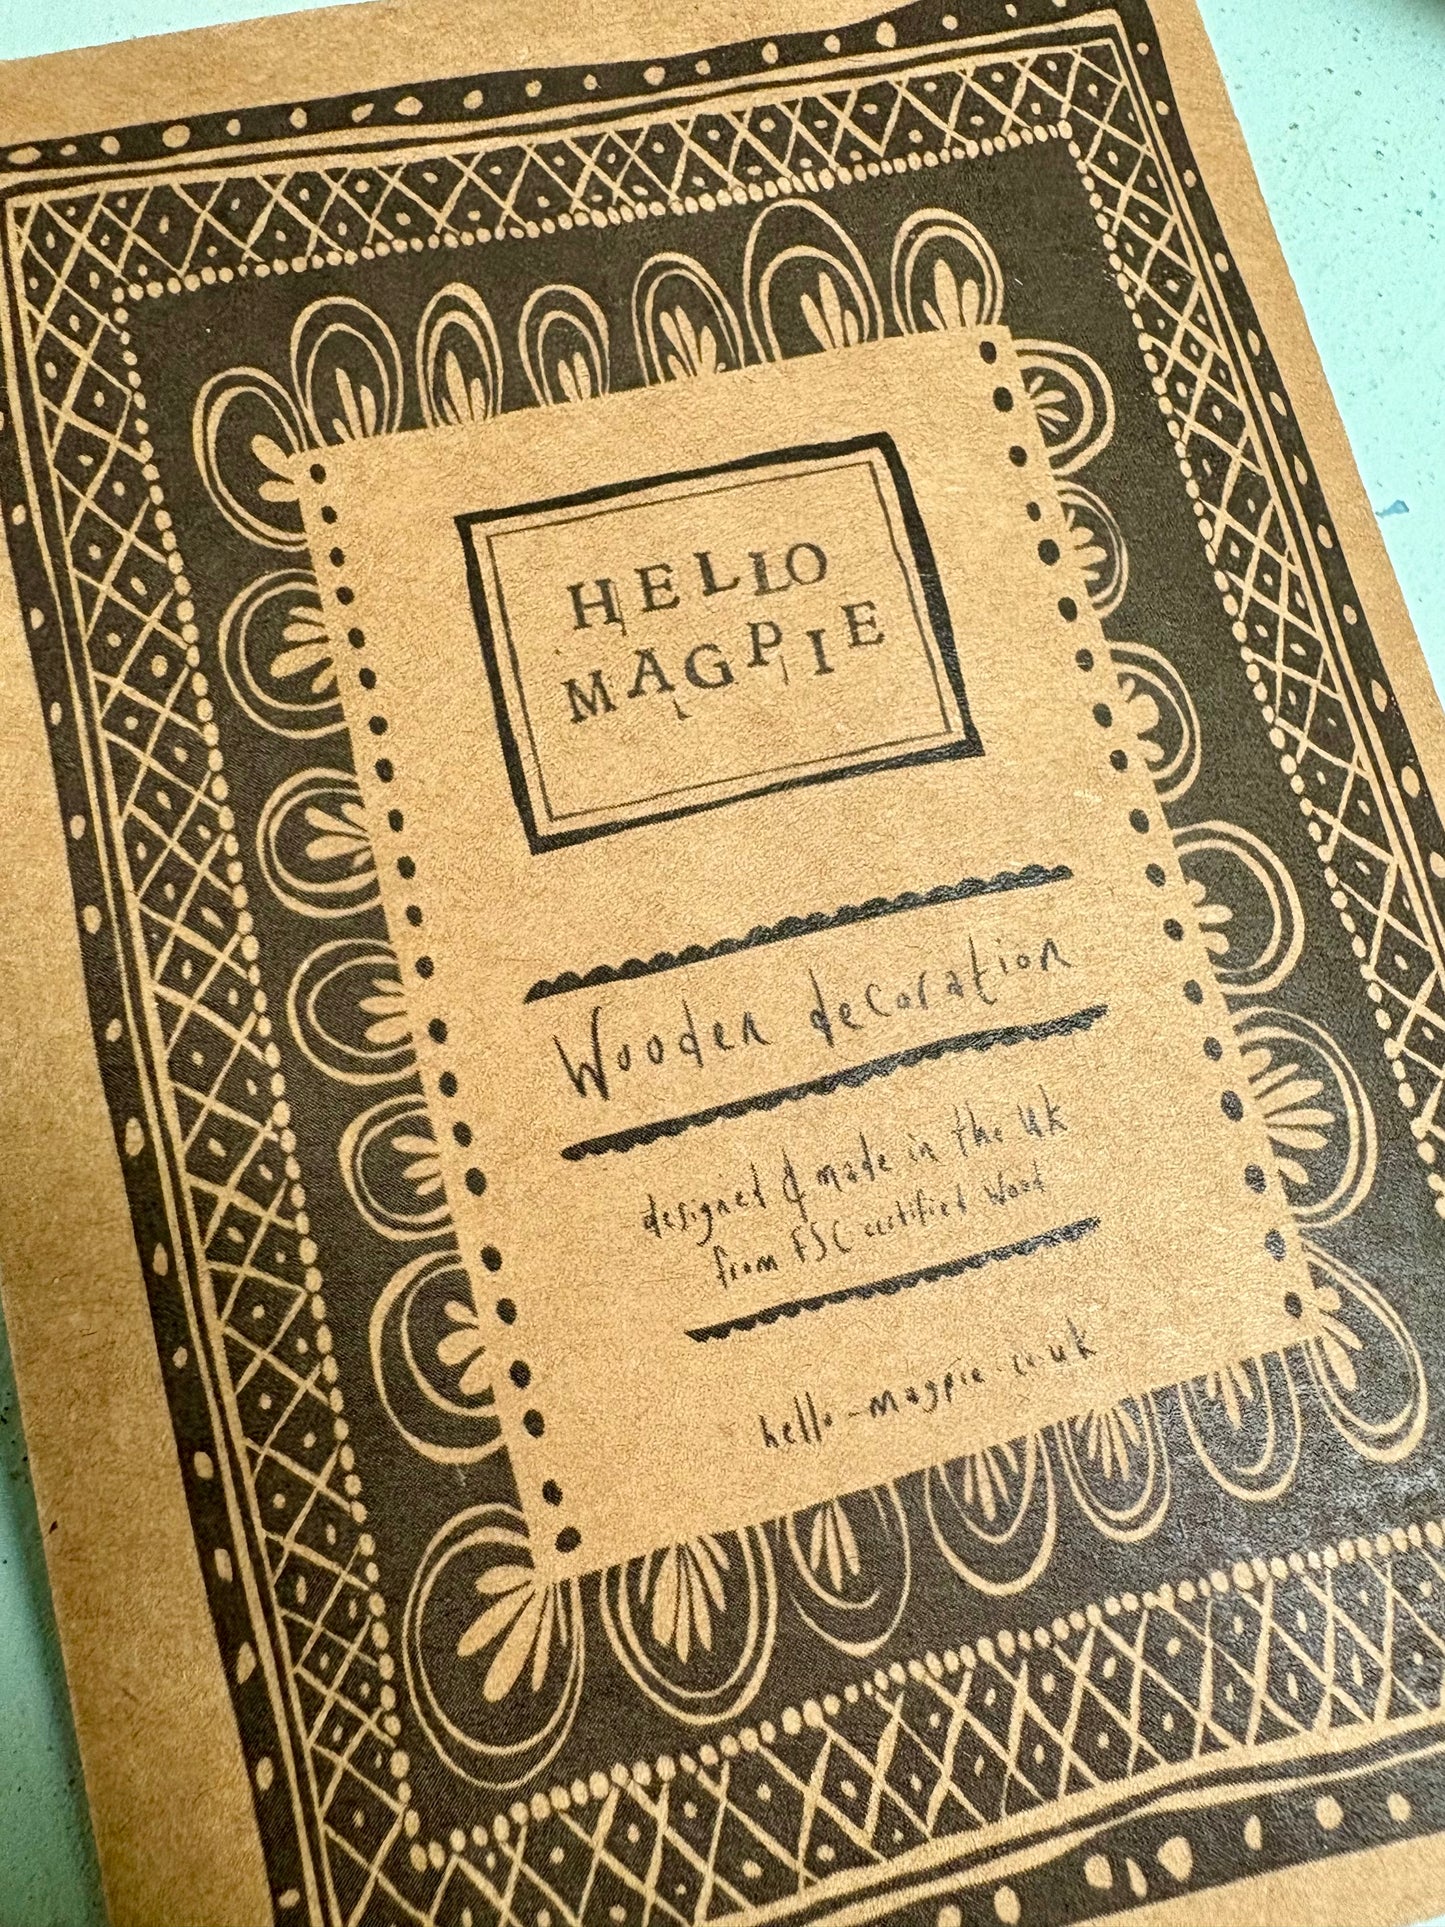 HELLO
MAGPIE
Wooden decoration
designed & made in the UK
from FSC certified wood
hello-magpie.co.uk